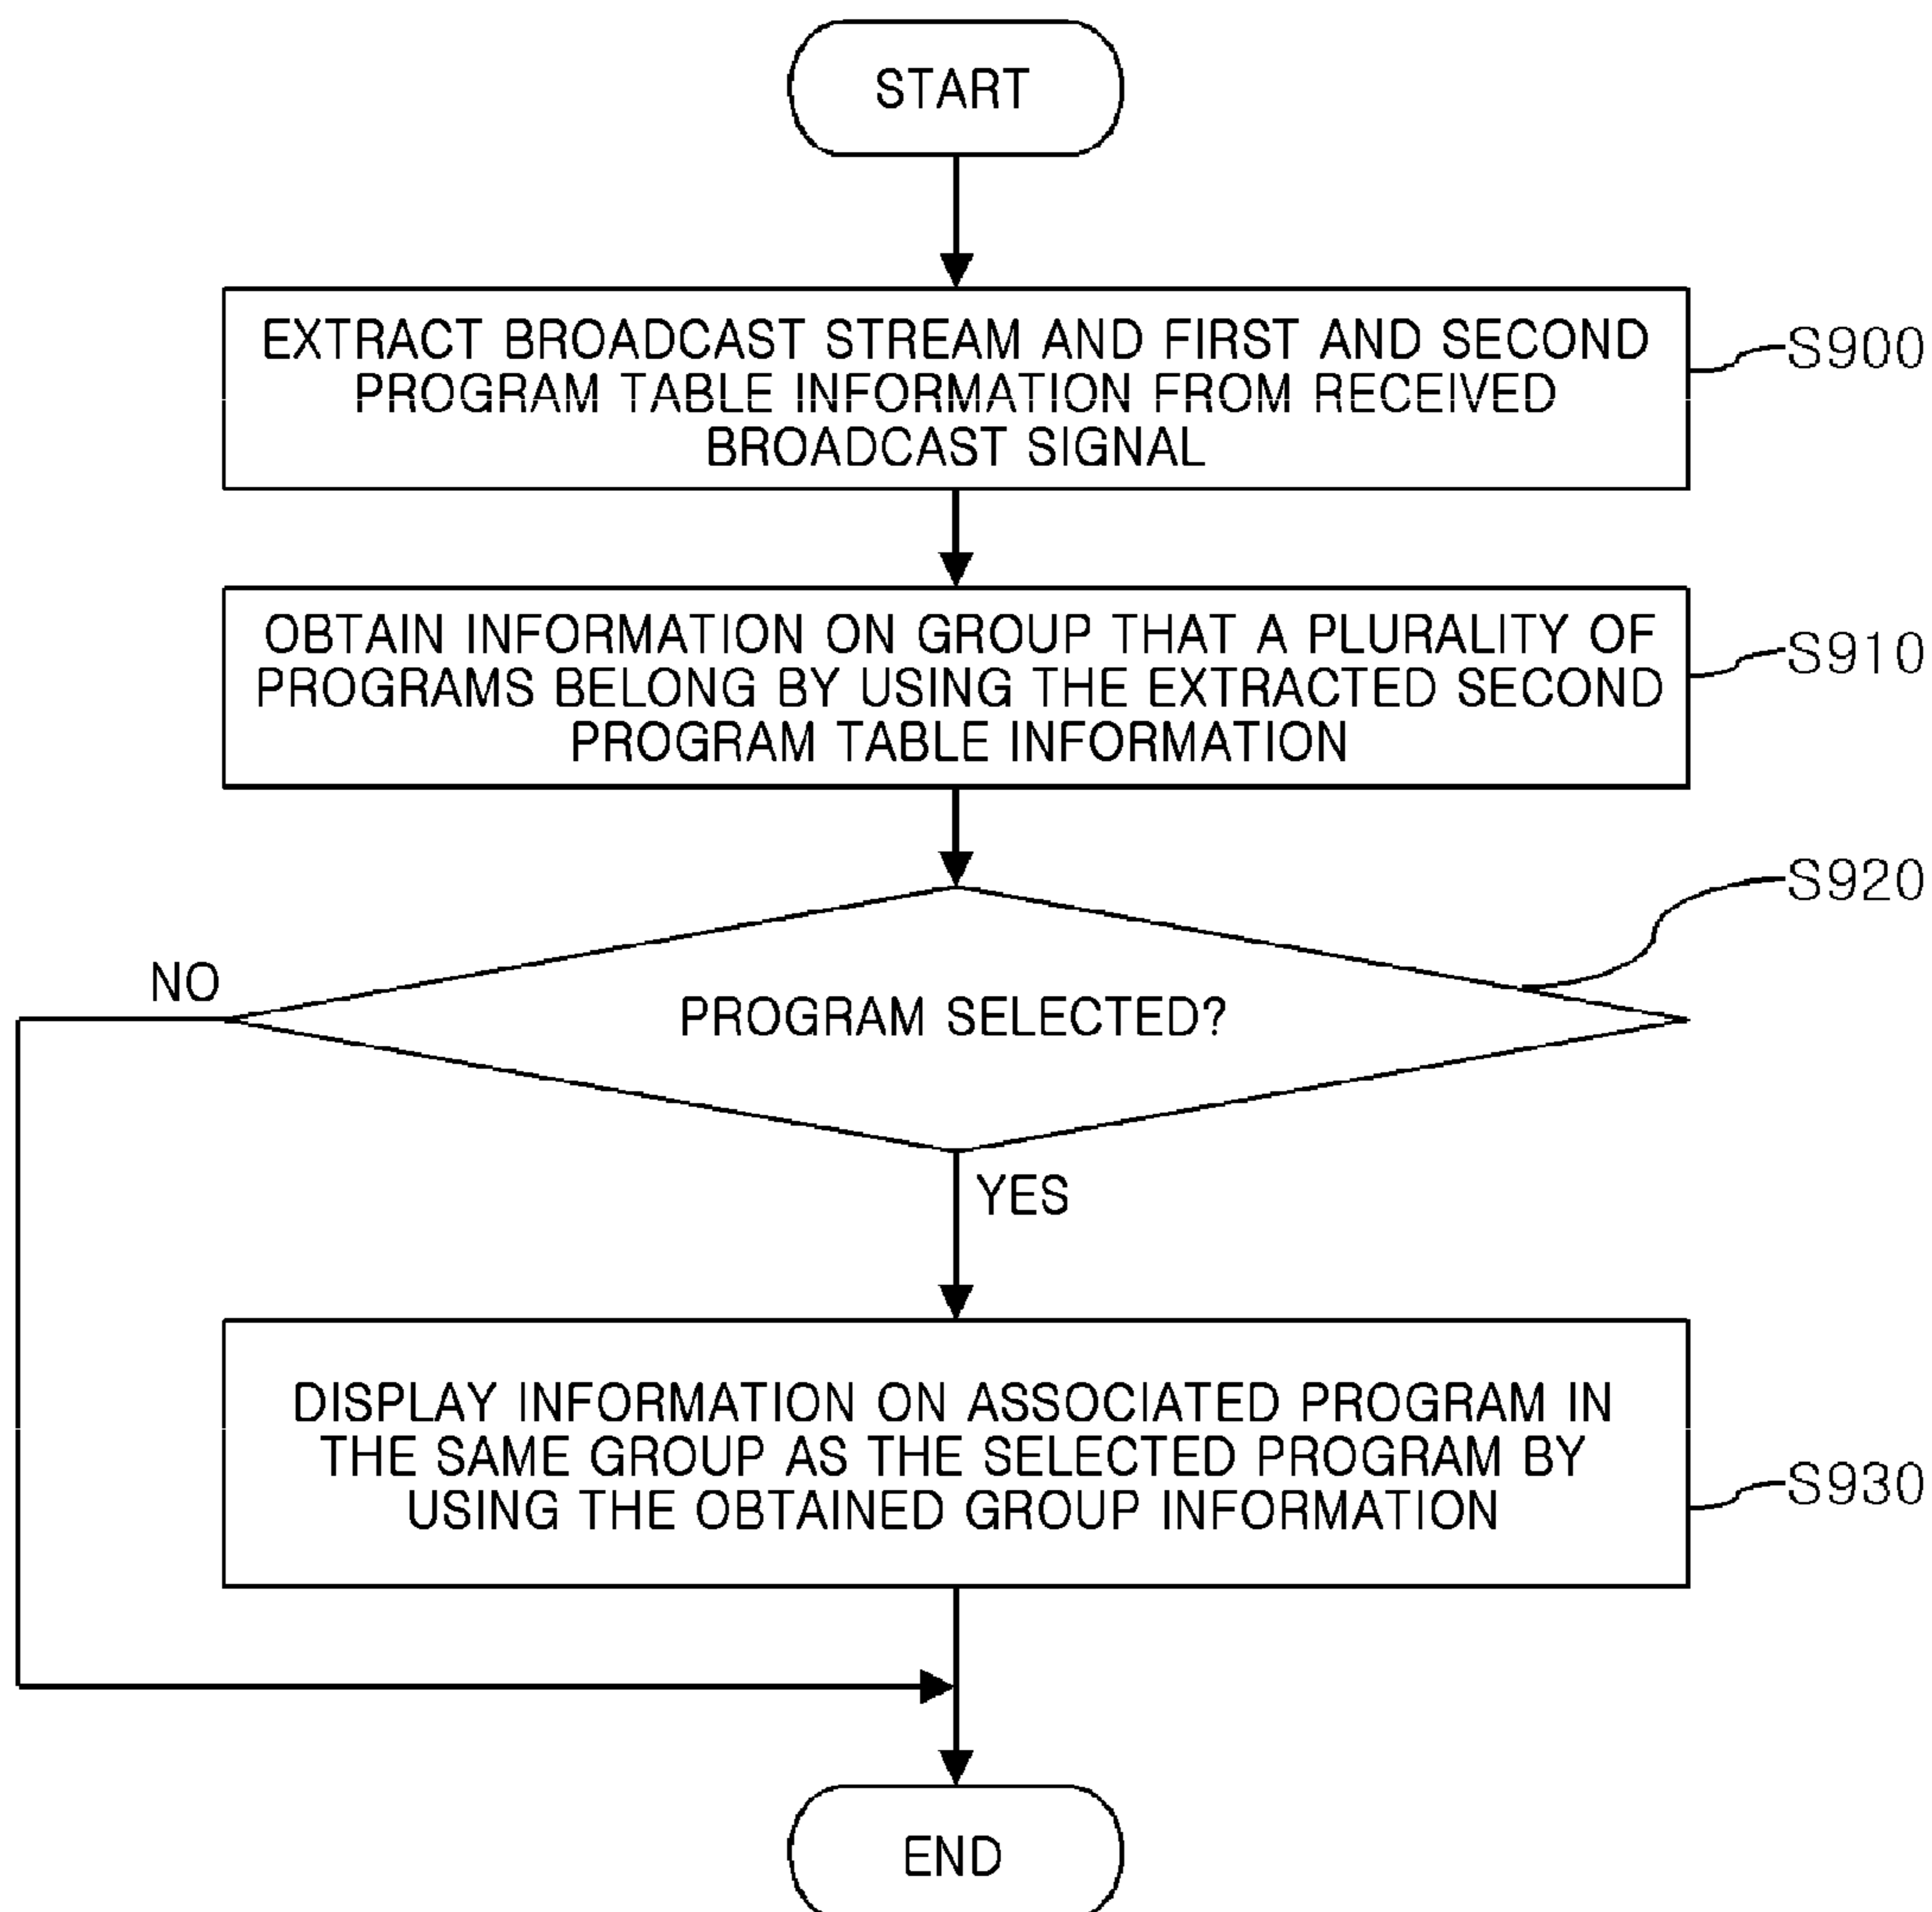 START
EXTRACT BROADCAST STREAM AND FIRST AND SECOND
PROGRAM TABLE INFORMATION FROM RECEIVED
BROADCAST SIGNAL
S900
OBTAIN INFORMATION ON GROUP THAT A PLURALITY OF
PROGRAMS BELONG BY USING THE EXTRACTED SECOND
PROGRAM TABLE INFORMATION
S910
S920
NO
PROGRAM SELECTED?
YES
DISPLAY INFORMATION ON ASSOCIATED PROGRAM IN
THE SAME GROUP AS THE SELECTED PROGRAM BY
USING THE OBTAINED GROUP INFORMATION
S930
END